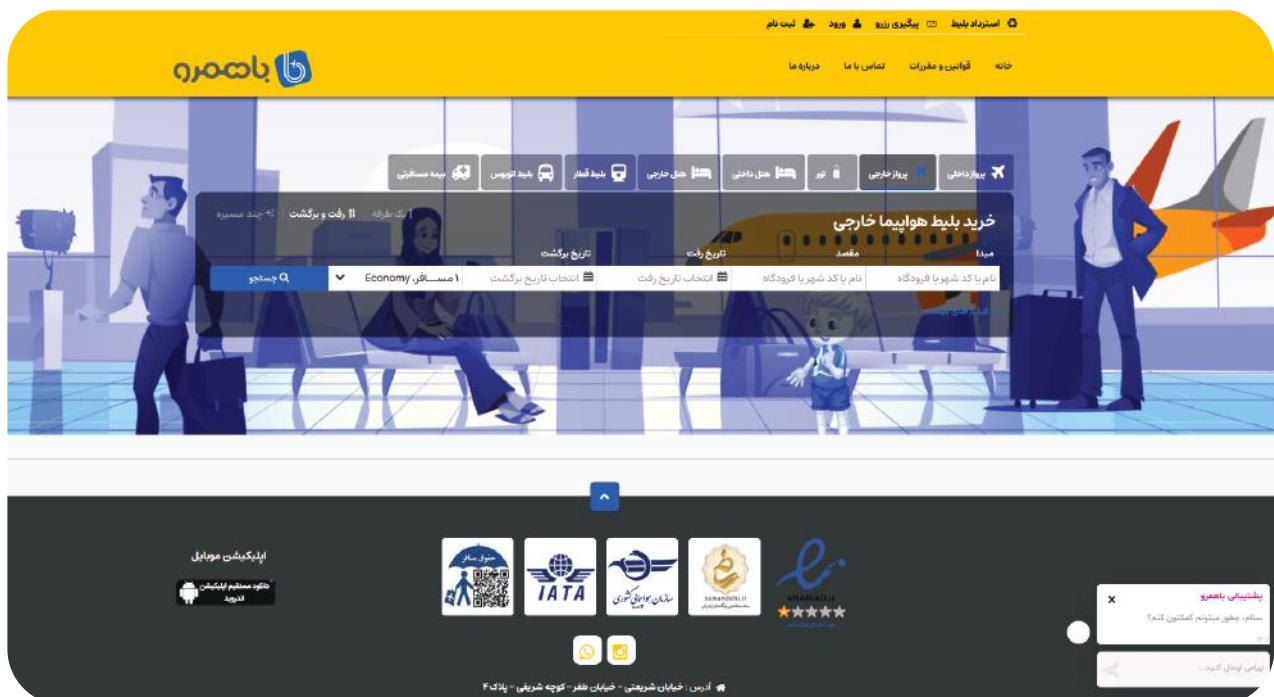 استرداد بلیط پیگیری رزرو ورود ثبت نام
خانه قوانین و مقررات تماس با ما درباره ما
باهمرو
پرواز داخلی پرواز خارجی تور هتل داخلی هتل خارجی بلیط قطار بلیط اتوبوس بیمه مسافرتی
یک طرفه رفت و برگشت چند مسیره
خرید بلیط هواپیما خارجی
مبدا مقصد تاریخ رفت تاریخ برگشت
نام یا کد شهر یا فرودگاه نام یا کد شهر یا فرودگاه انتخاب تاریخ رفت انتخاب تاریخ برگشت ۱ مسافر، Economy جستجو
اپلیکیشن موبایل
دانلود مستقیم اپلیکیشن
اندروید
حقوق مسافر
IATA
سازمان هواپیمایی کشوری
samandehi.ir
eNAMAD.ir
پشتیبانی باهمرو
سلام، چطور میتونم کمکتون کنم؟
پیامی ارسال کنید...
آدرس : خیابان شریعتی - خیابان ظفر - کوچه شریفی - پلاک ۴